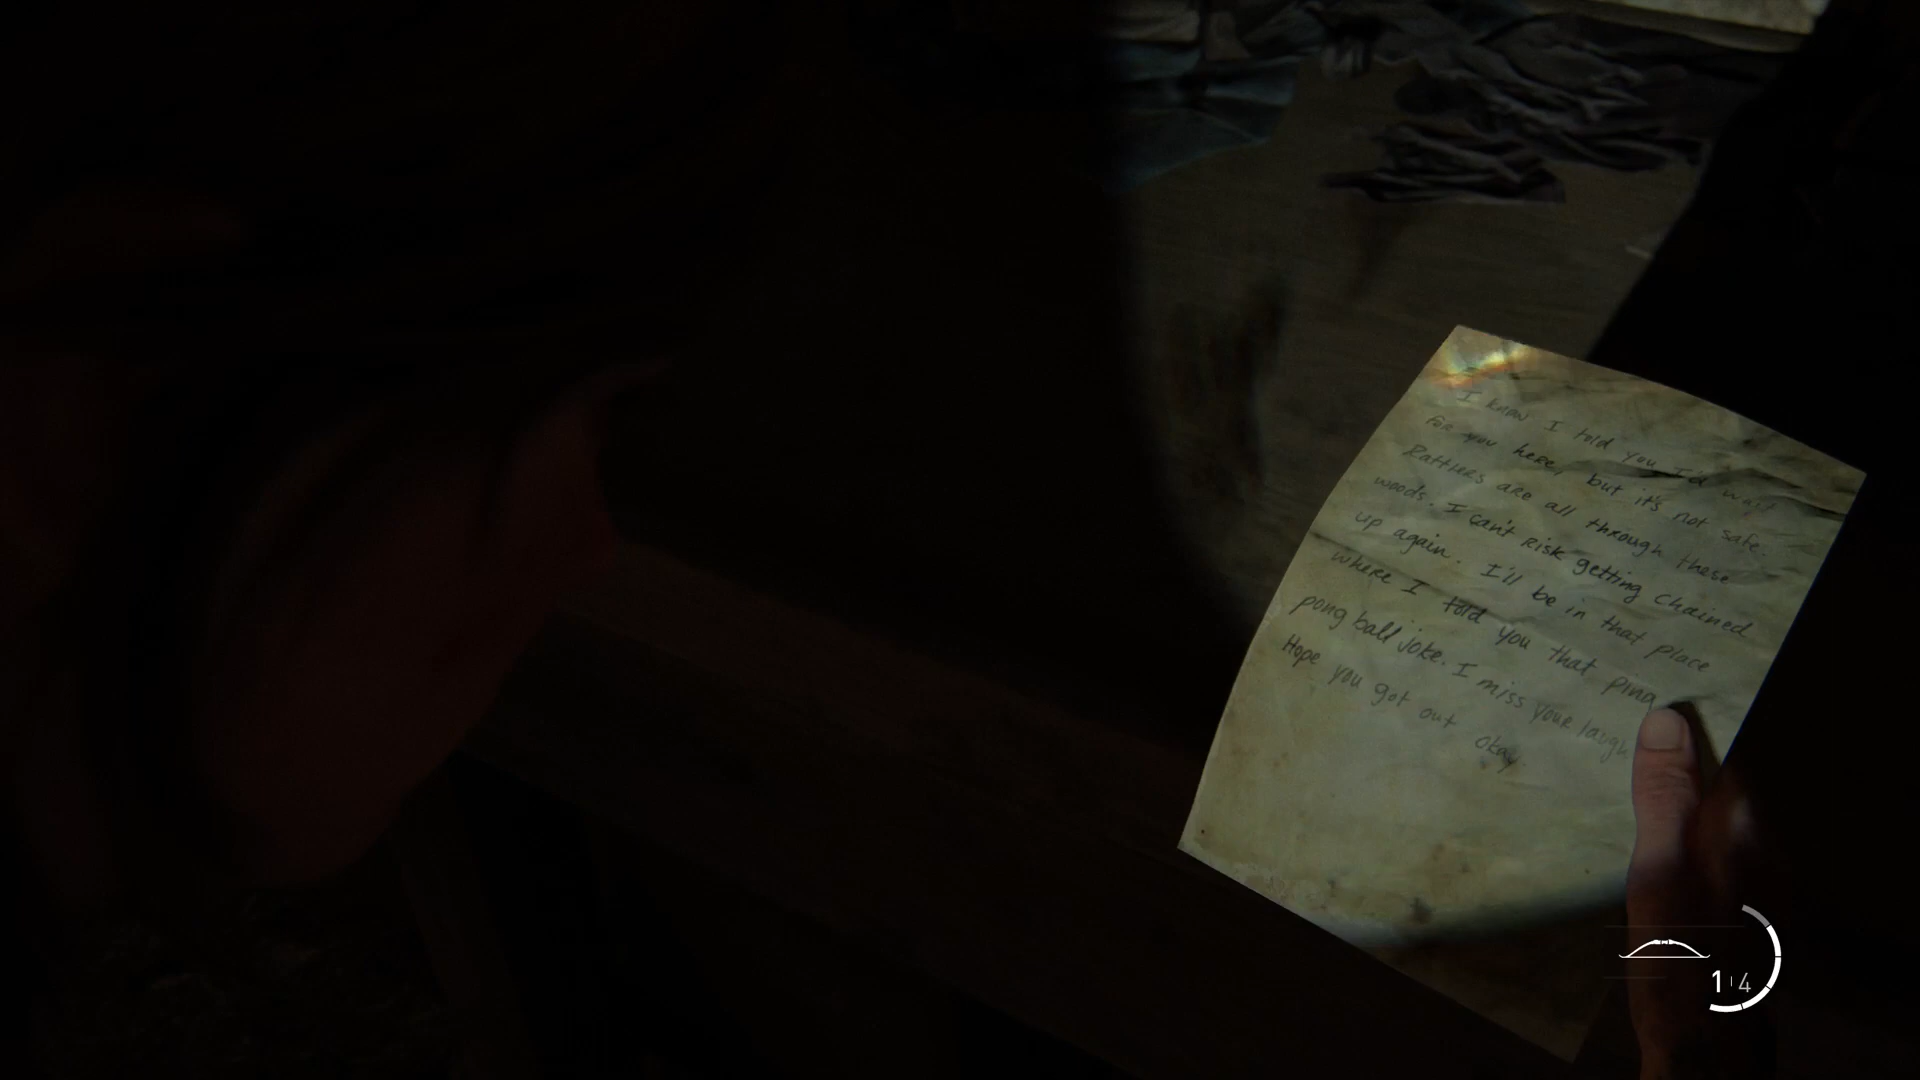 I know I told you I'd wait
for you here, but it's not safe.
Rattlers are all through these
woods. I can't risk getting chained
up again. I'll be in that place
where I told you that ping
pong ball joke. I miss your laugh
Hope you got out okay.
1 | 4